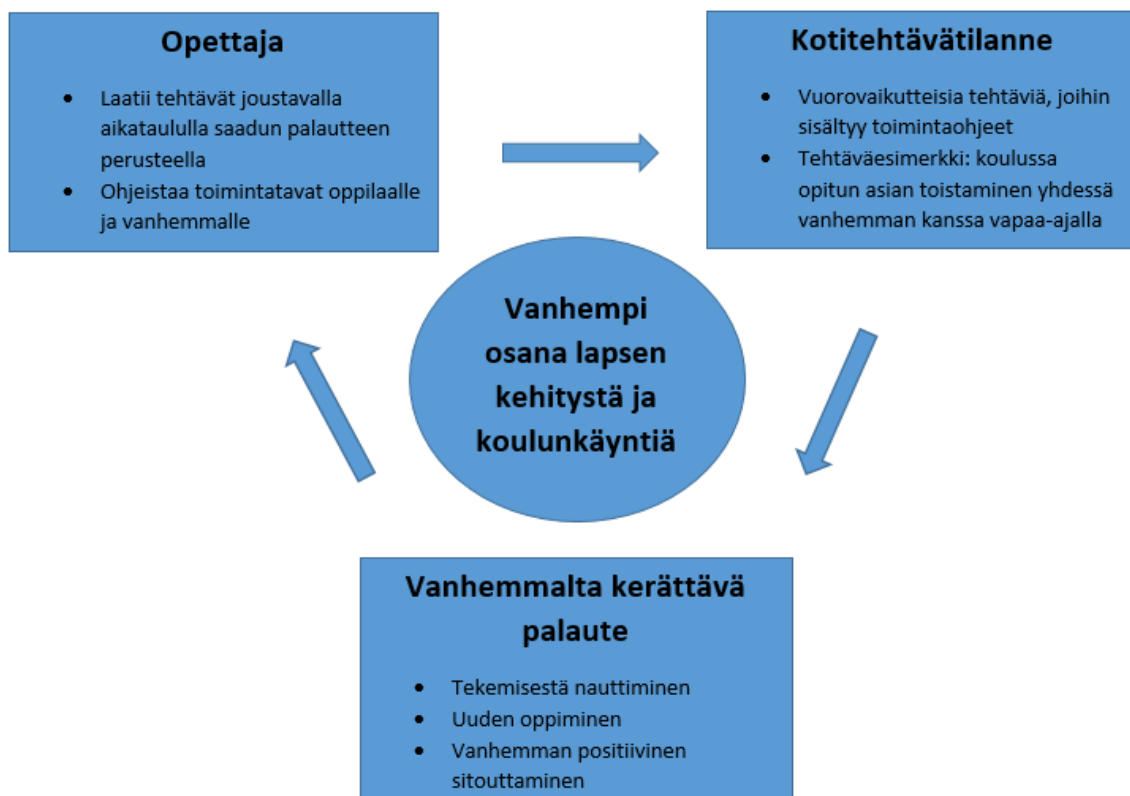 Opettaja
• Laatii tehtävät joustavalla
aikataululla saadun palautteen
perusteella
• Ohjeistaa toimintatavat oppilaalle
ja vanhemmalle
Kotitehtävätilanne
• Vuorovaikutteisia tehtäviä, joihin
sisältyy toimintaohjeet
• Tehtäväesimerkki: koulussa
opitun asian toistaminen yhdessä
vanhemman kanssa vapaa-ajalla
Vanhempi
osana lapsen
kehitystä ja
koulunkäyntiä
Vanhemmalta kerättävä
palaute
• Tekemisestä nauttiminen
• Uuden oppiminen
• Vanhemman positiivinen
sitouttaminen